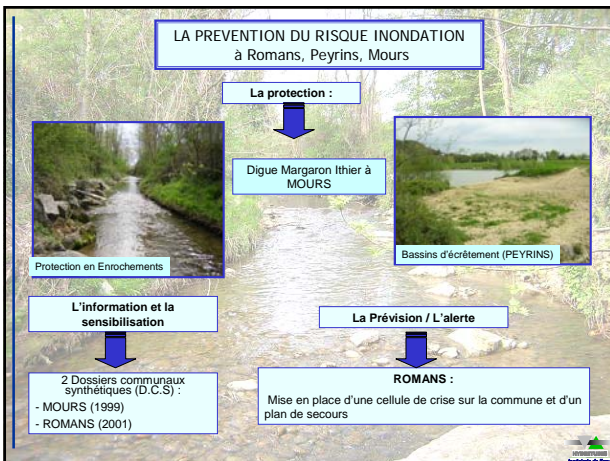 LA PREVENTION DU RISQUE INONDATION
à Romans, Peyrins, Mours
La protection :
Digue Margaron Ithier à
MOURS
Protection en Enrochements
Bassins d'écrêtement (PEYRINS)
L'information et la
sensibilisation
La Prévision / L'alerte
2 Dossiers communaux
synthétiques (D.C.S) :
- MOURS (1999)
- ROMANS (2001)
ROMANS :
Mise en place d'une cellule de crise sur la commune et d'un
plan de secours
HYDRETUDES